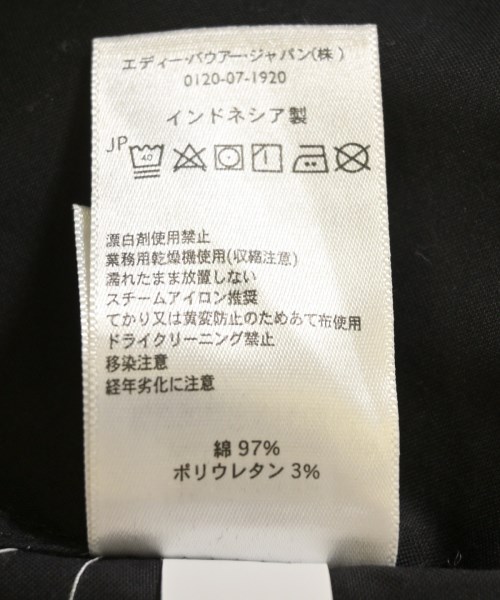 エディー・バウアー・ジャパン(株)
0120-07-1920
インドネシア製
JP
40
漂白剤使用禁止
業務用乾燥機使用(収縮注意)
濡れたまま放置しない
スチームアイロン推奨
てかり又は黄変防止のためあて布使用
ドライクリーニング禁止
移染注意
経年劣化に注意
綿 97%
ポリウレタン 3%